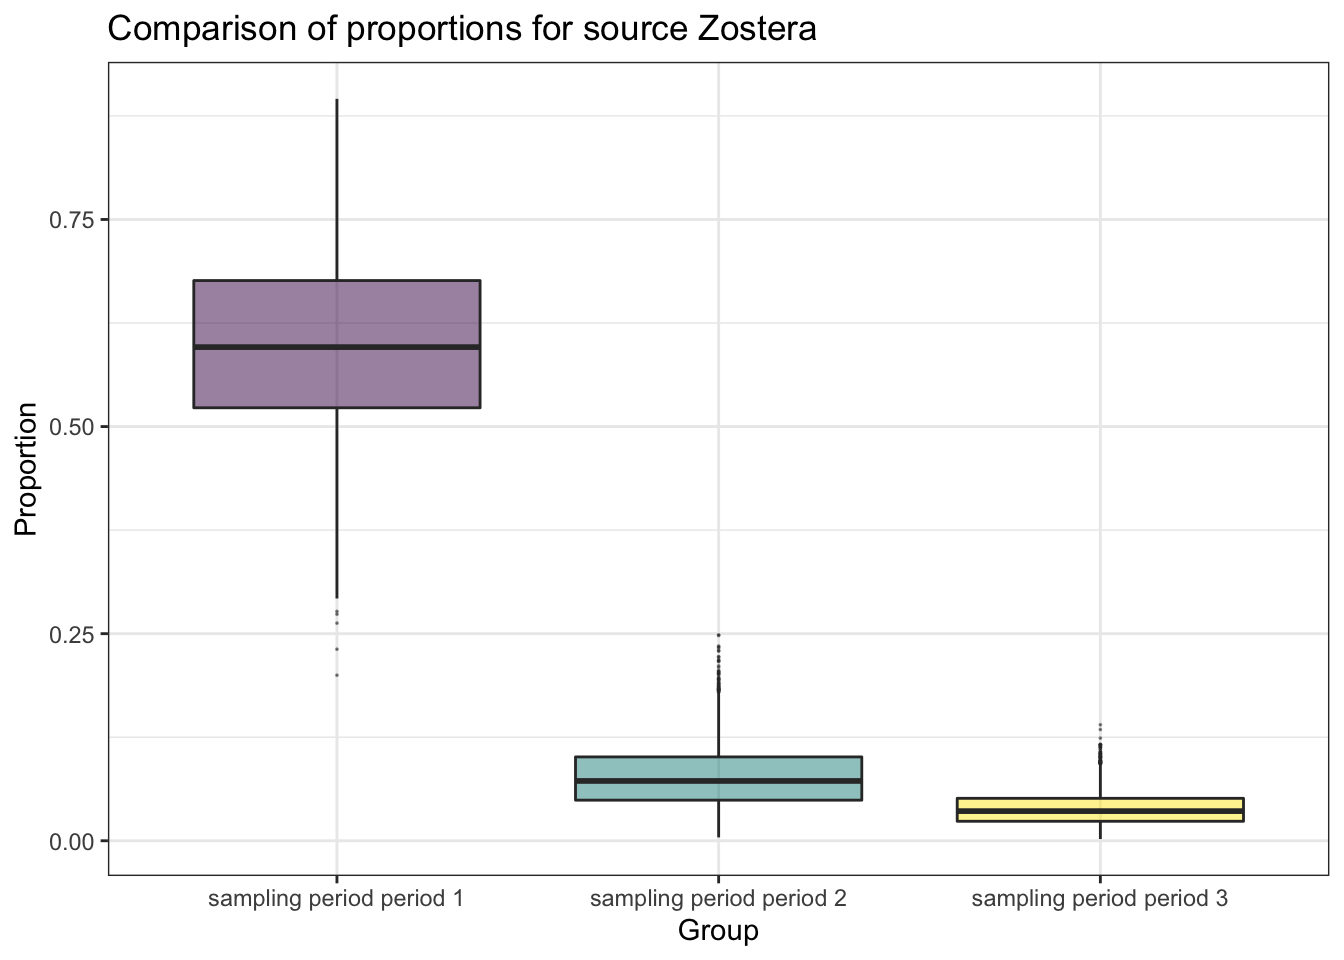 Comparison of proportions for source Zostera
Proportion
0.75
0.50
0.25
0.00
sampling period period 1
sampling period period 2
sampling period period 3
Group